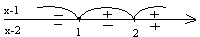 x-1 - + +
x-2 - - +
1 2